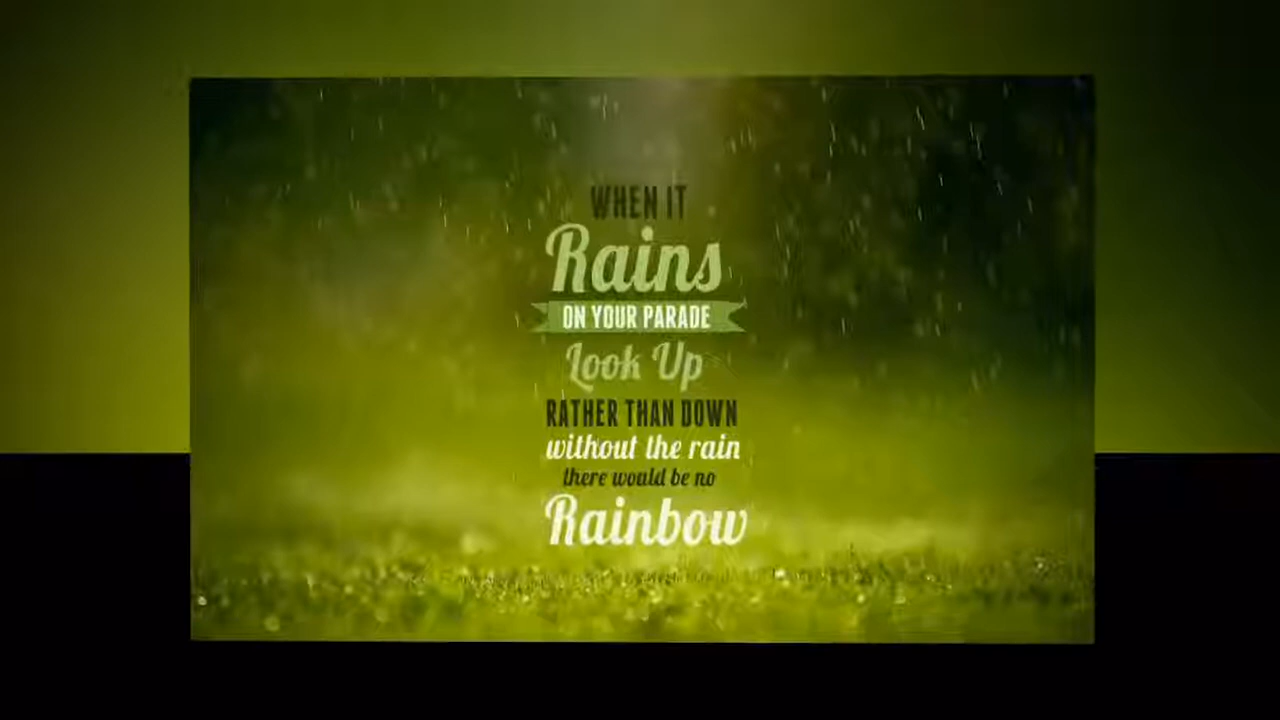 WHEN IT
Rains
ON YOUR PARADE
Look Up
RATHER THAN DOWN
without the rain
there would be no
Rainbow